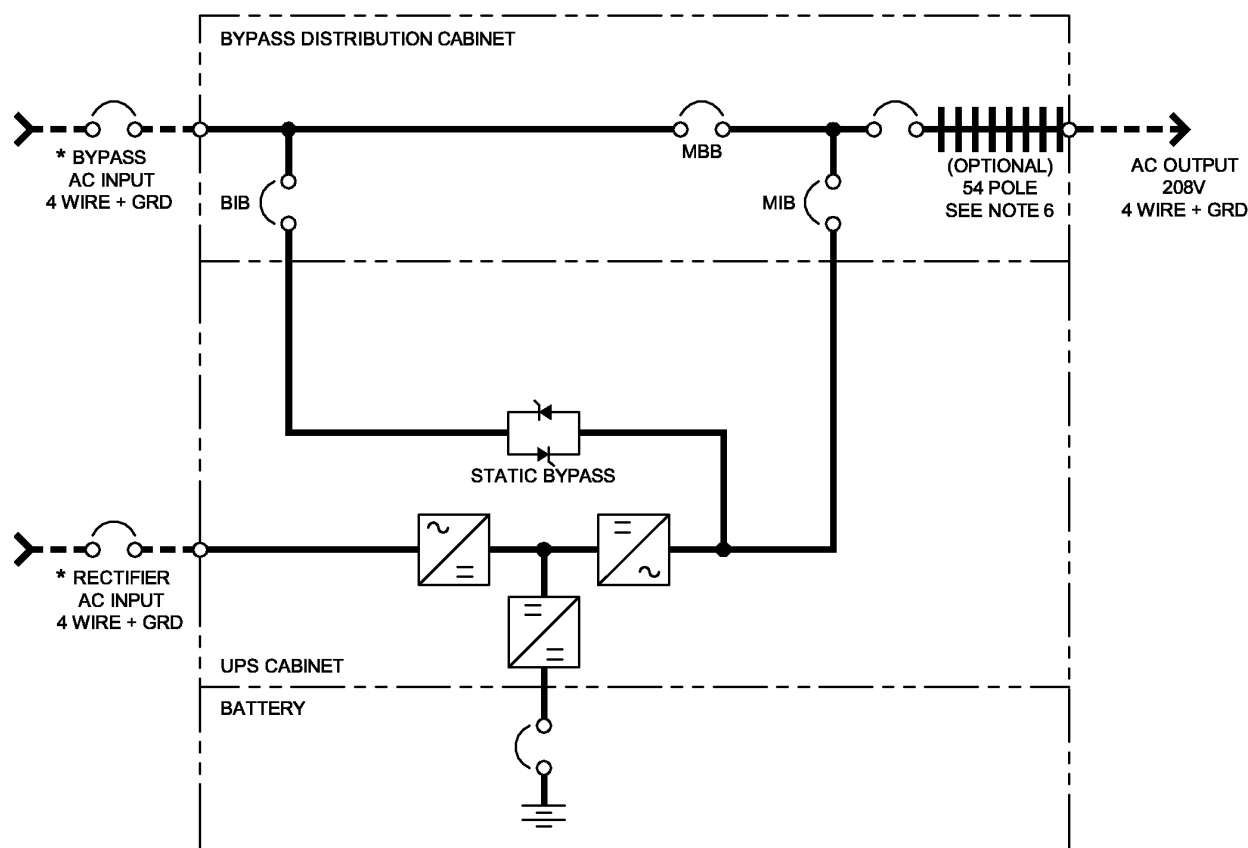 BYPASS DISTRIBUTION CABINET
* BYPASS
AC INPUT
4 WIRE + GRD
BIB
MBB
MIB
(OPTIONAL)
54 POLE
SEE NOTE 6
AC OUTPUT
208V
4 WIRE + GRD
STATIC BYPASS
* RECTIFIER
AC INPUT
4 WIRE + GRD
UPS CABINET
BATTERY